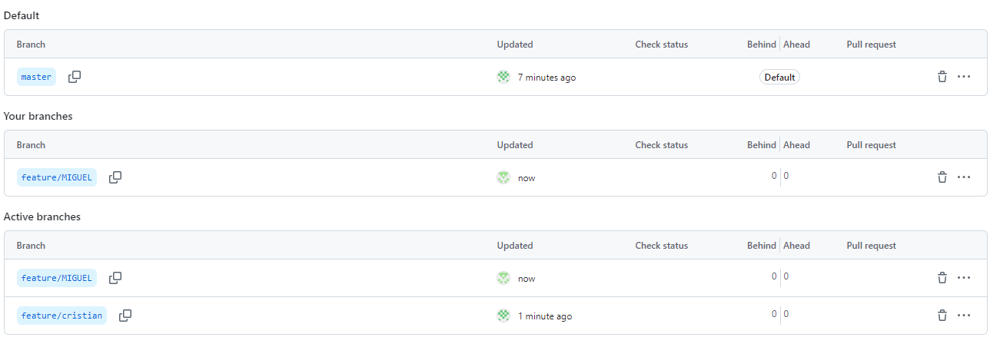 Default
Branch Updated Check status Behind Ahead Pull request
master 7 minutes ago Default
Your branches
Branch Updated Check status Behind Ahead Pull request
feature/MIGUEL now 0 0
Active branches
Branch Updated Check status Behind Ahead Pull request
feature/MIGUEL now 0 0
feature/cristian 1 minute ago 0 0